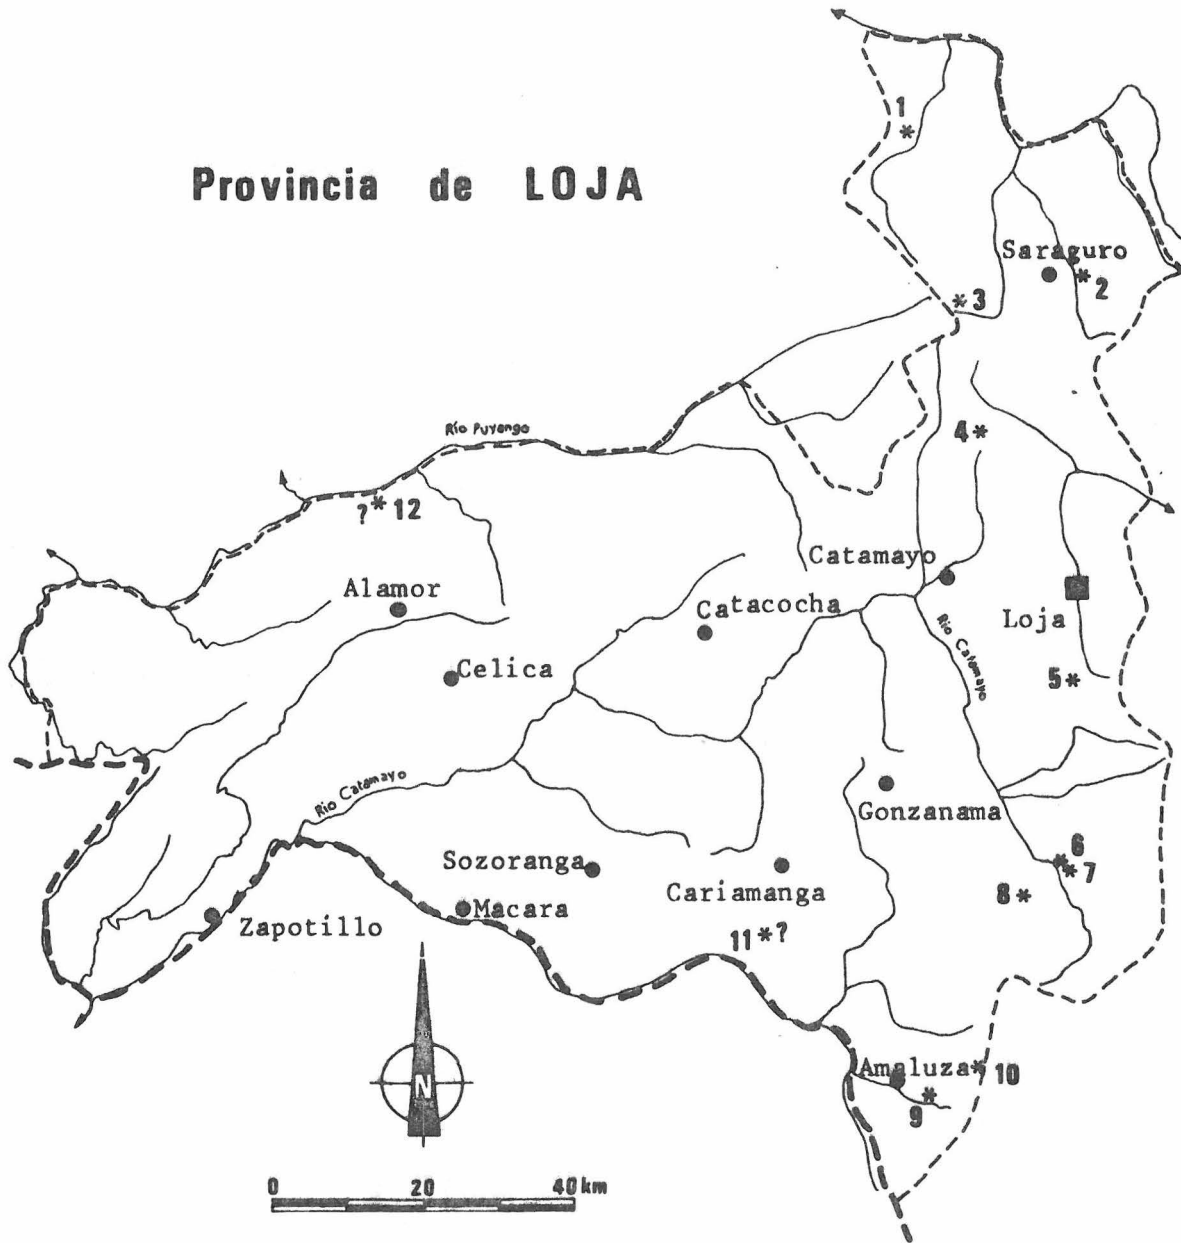 1
*
Provincia de LOJA
Saraguro
* 2
* 3
Río Puyango
4 *
? * 12
Catamayo
Alamor
Catacocha
Loja
Río Catamayo
Celica
5 *
Río Catamayo
Gonzanama
6
* * 7
Sozoranga
Cariamanga
8 *
Macara
Zapotillo
11 * ?
Amaluza * 10
N
9 *
0 20 40 km